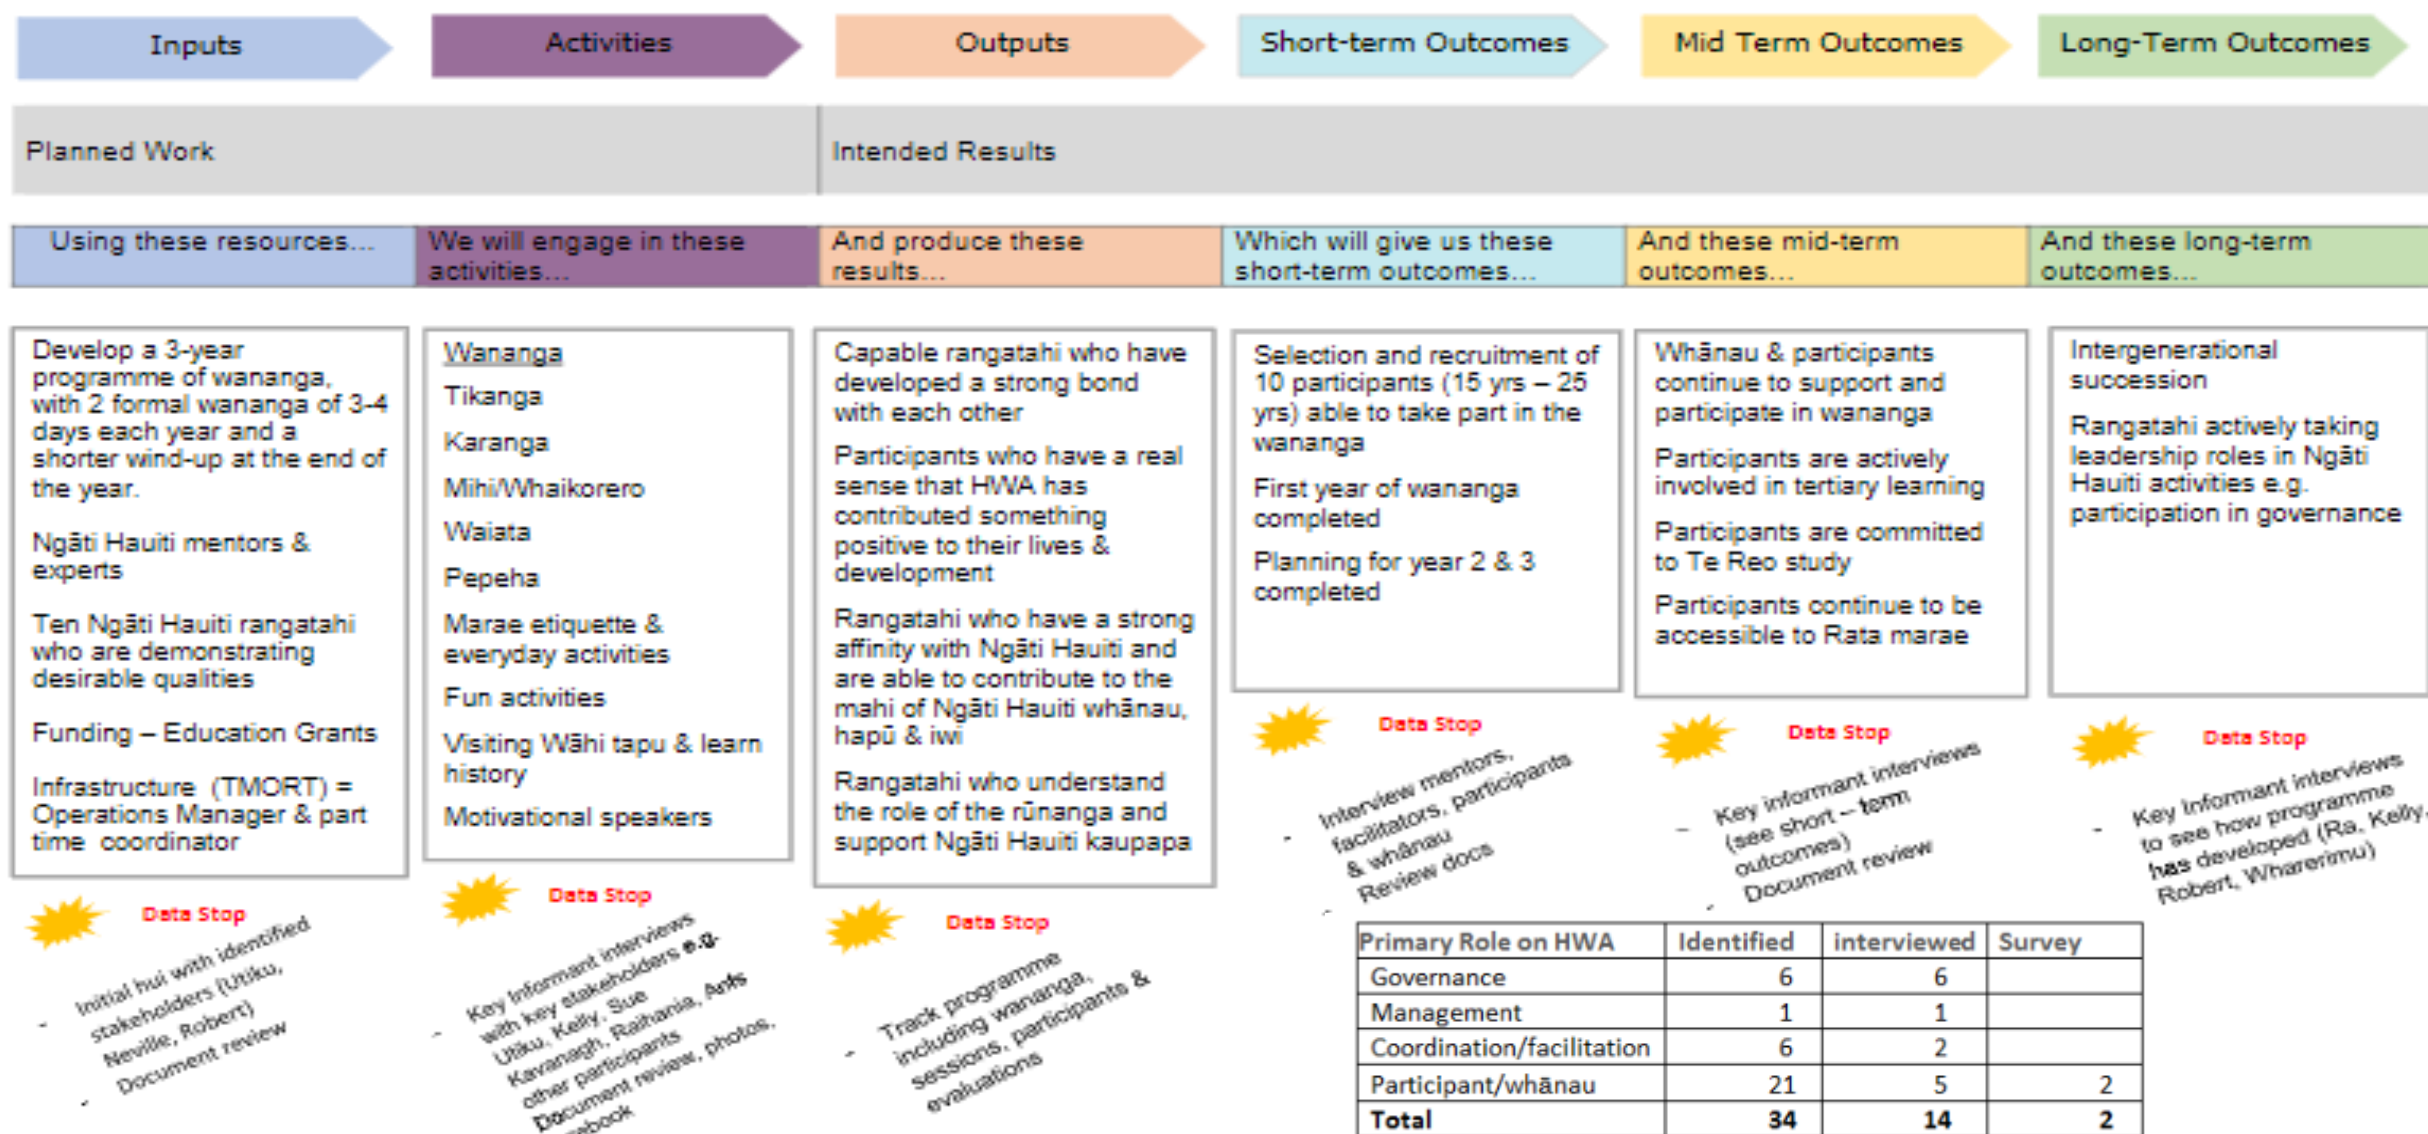 Inputs
Activities
Outputs
Short-term Outcomes
Mid Term Outcomes
Long-Term Outcomes
Planned Work
Intended Results
Using these resources...
We will engage in these
activities...
And produce these
results...
Which will give us these
short-term outcomes...
And these mid-term
outcomes...
And these long-term
outcomes...
Develop a 3-year
programme of wananga,
with 2 formal wananga of 3-4
days each year and a
shorter wind-up at the end of
the year.
Ngāti Hauiti mentors &
experts
Ten Ngāti Hauiti rangatahi
who are demonstrating
desirable qualities
Funding – Education Grants
Infrastructure (TMORT) =
Operations Manager & part
time coordinator
Data Stop
- Initial hui with identified
stakeholders (Utiku,
Neville, Robert)
- Document review
Wananga
Tikanga
Karanga
Mihi/Whaikorero
Waiata
Pepeha
Marae etiquette &
everyday activities
Fun activities
Visiting Wāhi tapu & learn
history
Motivational speakers
Data Stop
- Key Informant interviews
with key stakeholders e.g.
Utiku, Kelly, Sue
Kavanagh, Raihania, Ants
other participants
Document review, photos,
Capable rangatahi who have
developed a strong bond
with each other
Participants who have a real
sense that HWA has
contributed something
positive to their lives &
development
Rangatahi who have a strong
affinity with Ngāti Hauiti and
are able to contribute to the
mahi of Ngāti Hauiti whānau,
hapū & iwi
Rangatahi who understand
the role of the rūnanga and
support Ngāti Hauiti kaupapa
Data Stop
- Track programme
including wananga,
sessions, participants &
evaluations
Selection and recruitment of
10 participants (15 yrs – 25
yrs) able to take part in the
wananga
First year of wananga
completed
Planning for year 2 & 3
completed
Data Stop
- Interview mentors,
facilitators, participants
& whānau
- Review docs
Whānau & participants
continue to support and
participate in wananga
Participants are actively
involved in tertiary learning
Participants are committed
to Te Reo study
Participants continue to be
accessible to Rata marae
Data Stop
- Key informant interviews
(see short – term
outcomes)
- Document review
Intergenerational
succession
Rangatahi actively taking
leadership roles in Ngāti
Hauiti activities e.g.
participation in governance
Data Stop
- Key Informant interviews
to see how programme
has developed (Ra, Kelly,
Robert, Wharerimu)
Primary Role on HWA Identified interviewed Survey
Governance 6 6
Management 1 1
Coordination/facilitation 6 2
Participant/whānau 21 5 2
Total 34 14 2